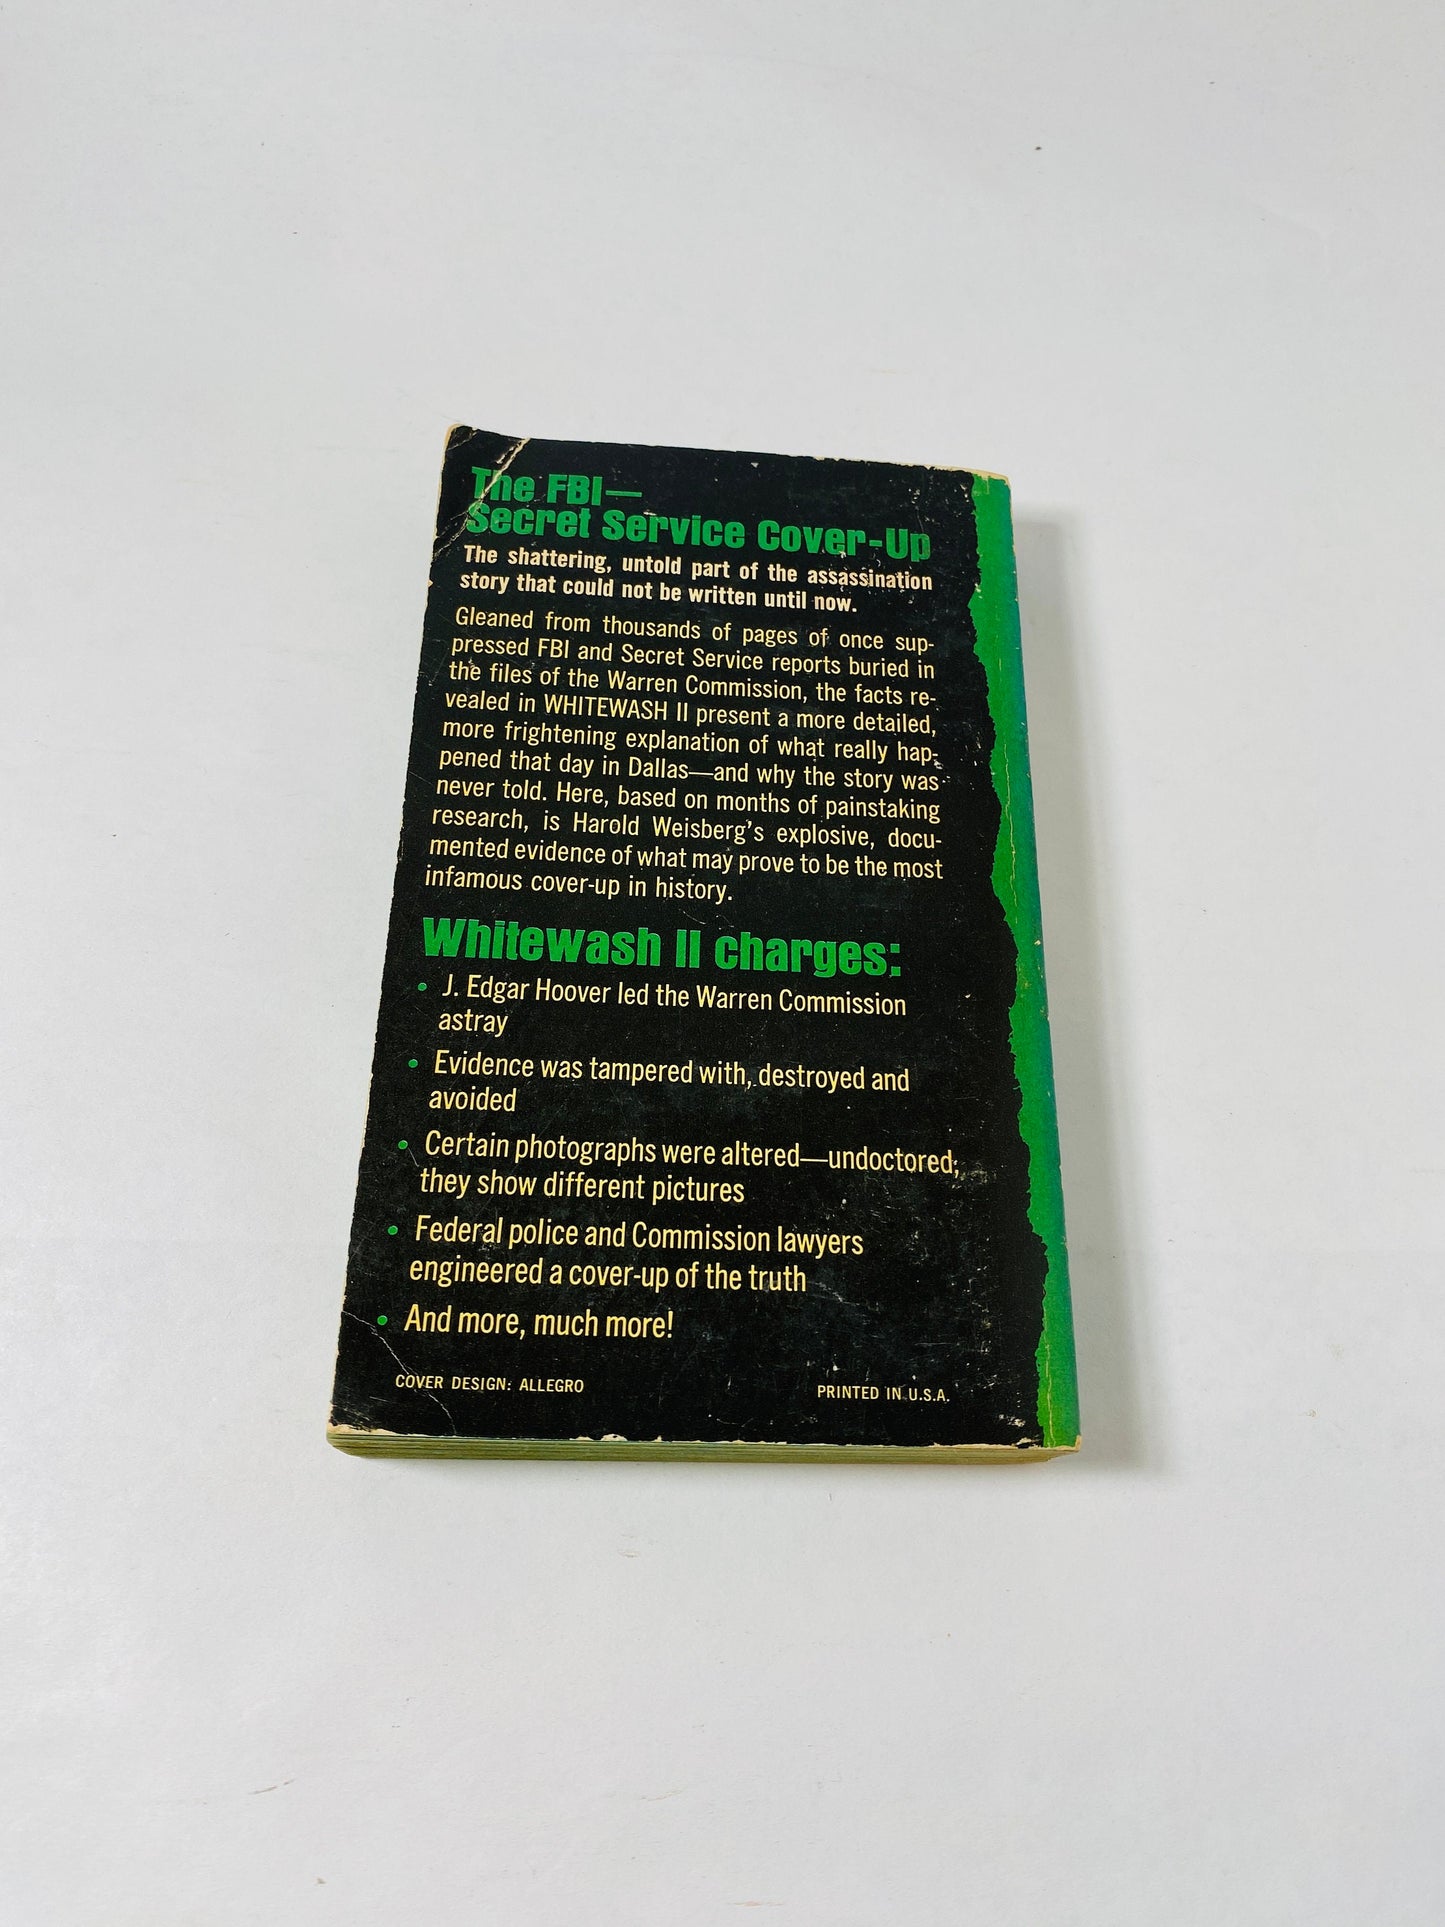 The FBI—
Secret Service Cover-Up
The shattering, untold part of the assassination
story that could not be written until now.
Gleaned from thousands of pages of once sup-
pressed FBI and Secret Service reports buried in
the files of the Warren Commission, the facts re-
vealed in WHITEWASH II present a more detailed,
more frightening explanation of what really hap-
pened that day in Dallas—and why the story was
never told. Here, based on months of painstaking
research, is Harold Weisberg's explosive, docu-
mented evidence of what may prove to be the most
infamous cover-up in history.
Whitewash II charges:
• J. Edgar Hoover led the Warren Commission
astray
• Evidence was tampered with, destroyed and
avoided
• Certain photographs were altered—undoctored,
they show different pictures
• Federal police and Commission lawyers
engineered a cover-up of the truth
• And more, much more!
COVER DESIGN: ALLEGRO
PRINTED IN U.S.A.